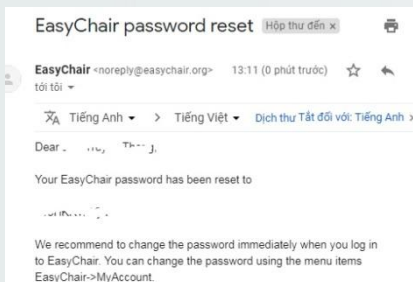 EasyChair password reset Hộp thư đến ×
EasyChair <noreply@easychair.org> 13:11 (0 phút trước)
tới tôi
Tiếng Anh > Tiếng Việt Dịch thư Tắt đối với: Tiếng Anh ×
Dear
Your EasyChair password has been reset to
We recommend to change the password immediately when you log in
to EasyChair. You can change the password using the menu items
EasyChair->MyAccount.